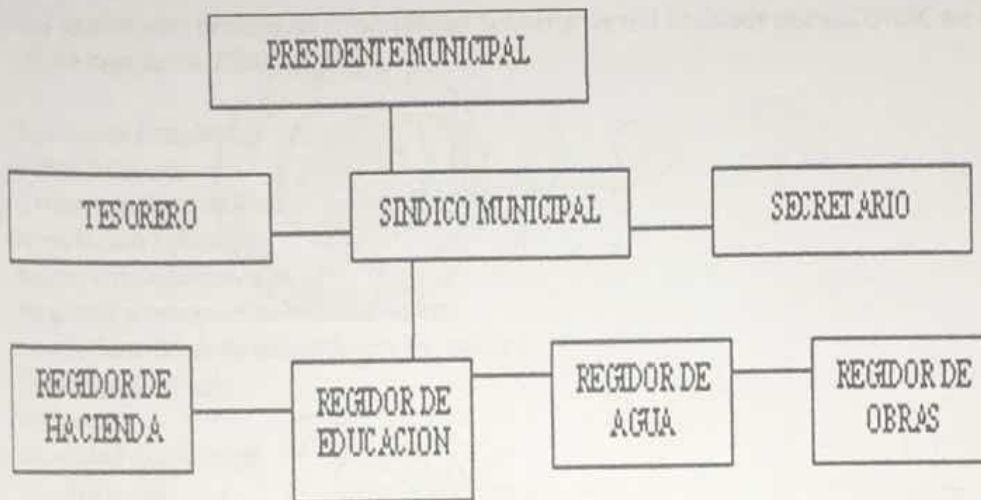 PRESIDENTE MUNICIPAL
TESORERO
SINDICO MUNICIPAL
SECRETARIO
REGIDOR DE
HACIENDA
REGIDOR DE
EDUCACION
REGIDOR DE
AGUA
REGIDOR DE
OBRAS